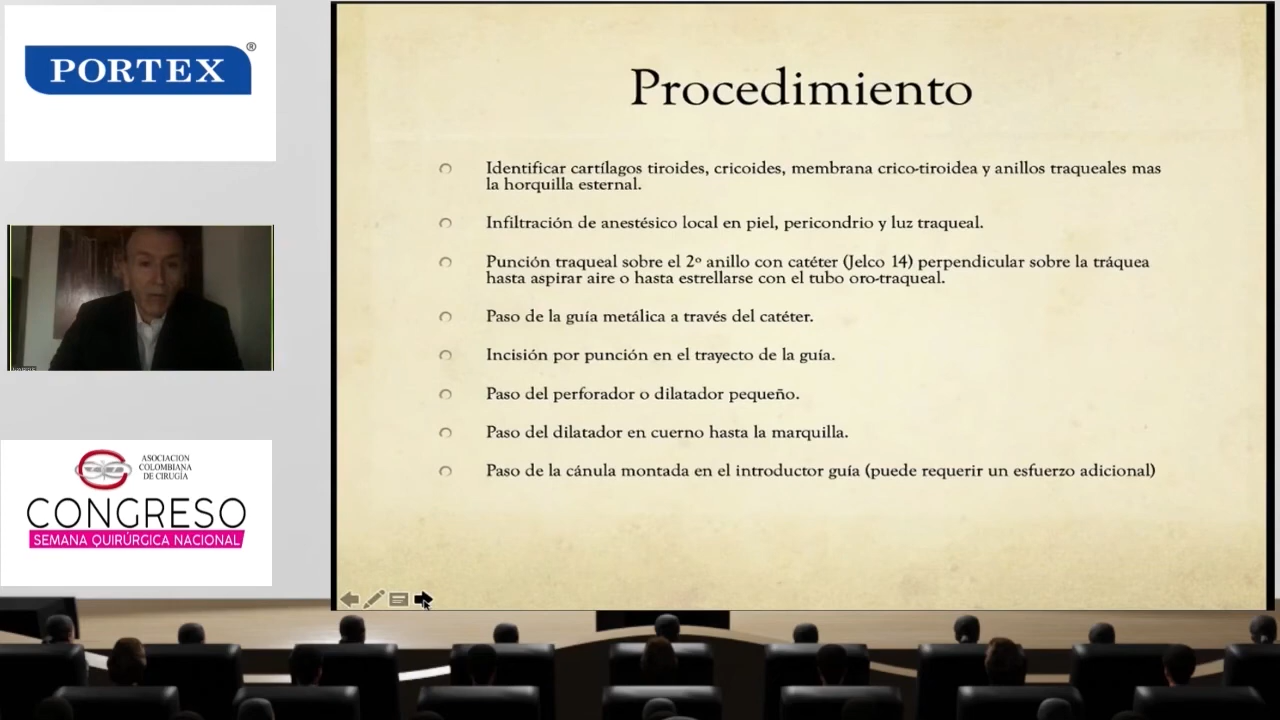 PORTEX®
ASOCIACION
COLOMBIANA
DE CIRUGÍA
CONGRESO
SEMANA QUIRÚRGICA NACIONAL
Procedimiento
Identificar cartílagos tiroides, cricoides, membrana crico-tiroidea y anillos traqueales mas
la horquilla esternal.
Infiltración de anestésico local en piel, pericondrio y luz traqueal.
Punción traqueal sobre el 2º anillo con catéter (Jelco 14) perpendicular sobre la tráquea
hasta aspirar aire o hasta estrellarse con el tubo oro-traqueal.
Paso de la guía metálica a través del catéter.
Incisión por punción en el trayecto de la guía.
Paso del perforador o dilatador pequeño.
Paso del dilatador en cuerno hasta la marquilla.
Paso de la cánula montada en el introductor guía (puede requerir un esfuerzo adicional)